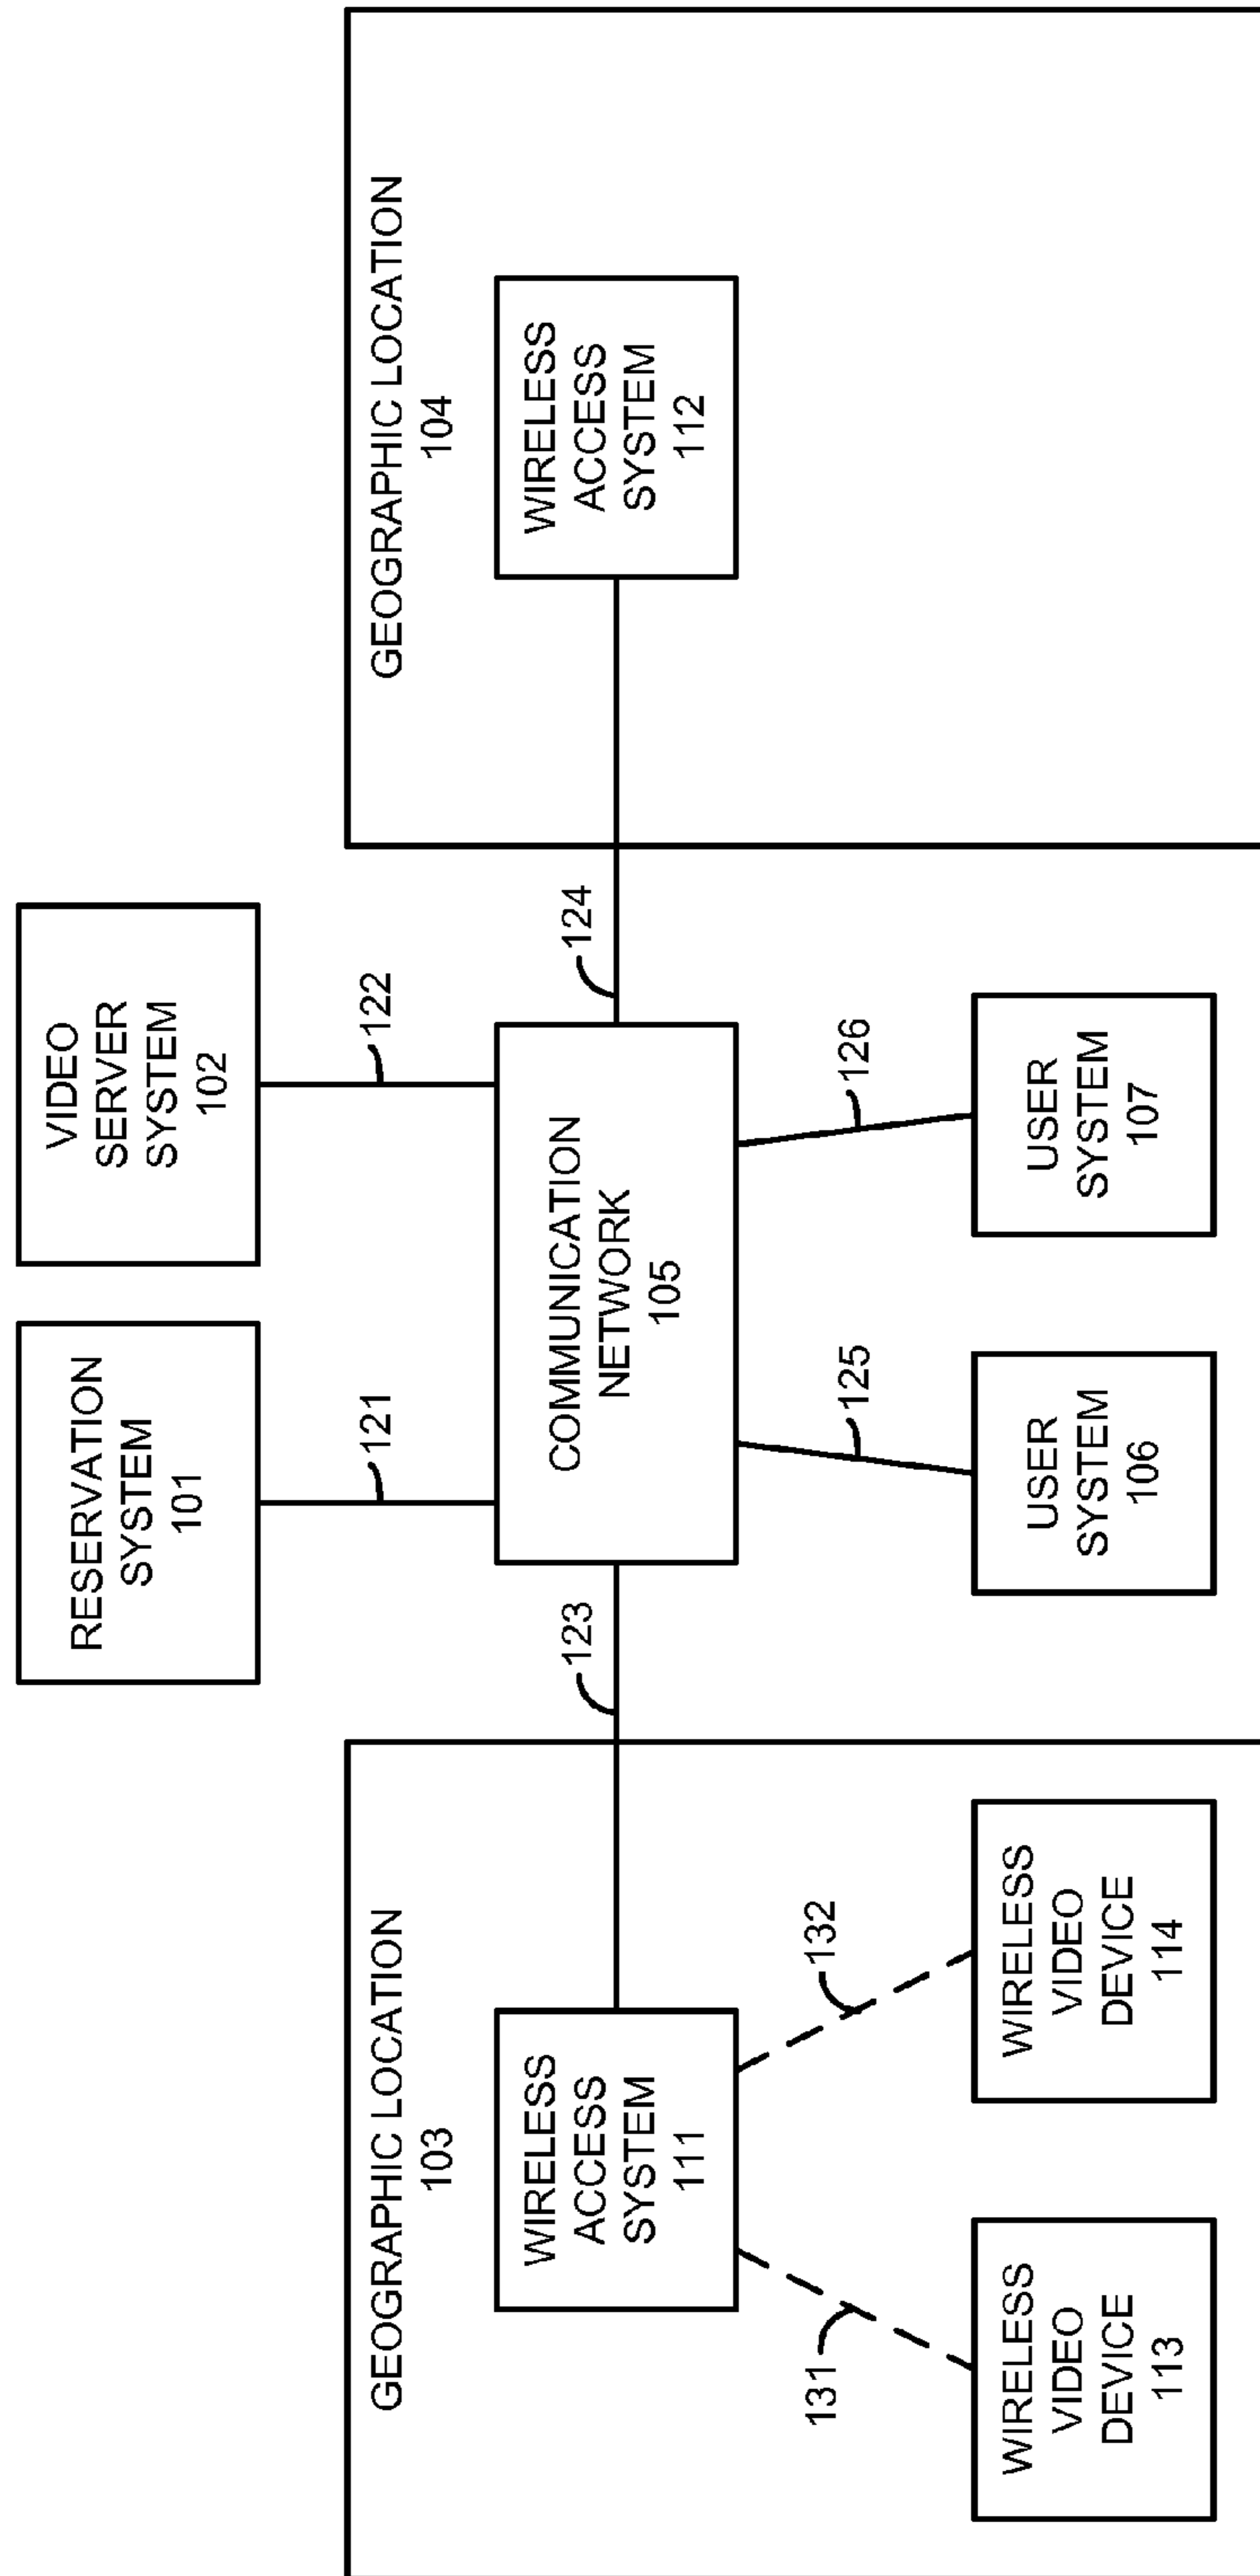 RESERVATION
SYSTEM
101
VIDEO
SERVER
SYSTEM
102
121
122
GEOGRAPHIC LOCATION
103
GEOGRAPHIC LOCATION
104
WIRELESS
ACCESS
SYSTEM
111
123
COMMUNICATION
NETWORK
105
124
WIRELESS
ACCESS
SYSTEM
112
131
132
125
126
WIRELESS
VIDEO
DEVICE
113
WIRELESS
VIDEO
DEVICE
114
USER
SYSTEM
106
USER
SYSTEM
107